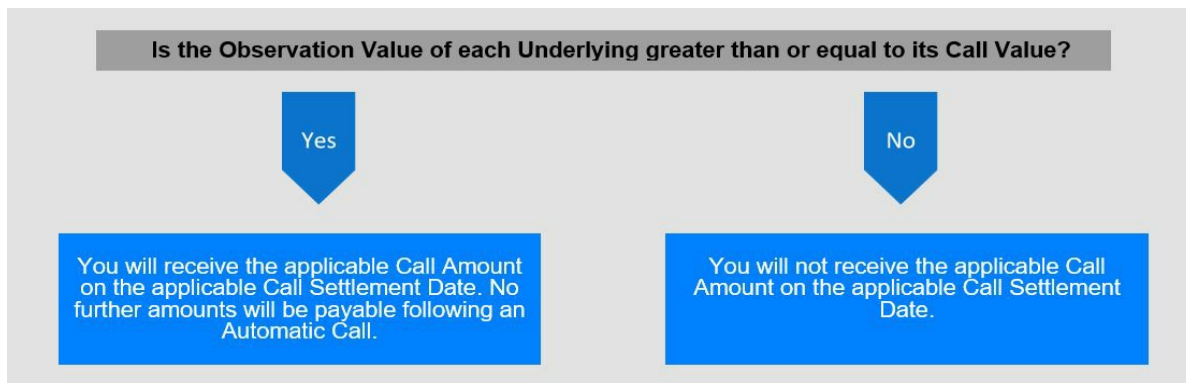 Is the Observation Value of each Underlying greater than or equal to its Call Value?
Yes
No
You will receive the applicable Call Amount
on the applicable Call Settlement Date. No
further amounts will be payable following an
Automatic Call.
You will not receive the applicable Call
Amount on the applicable Call Settlement
Date.